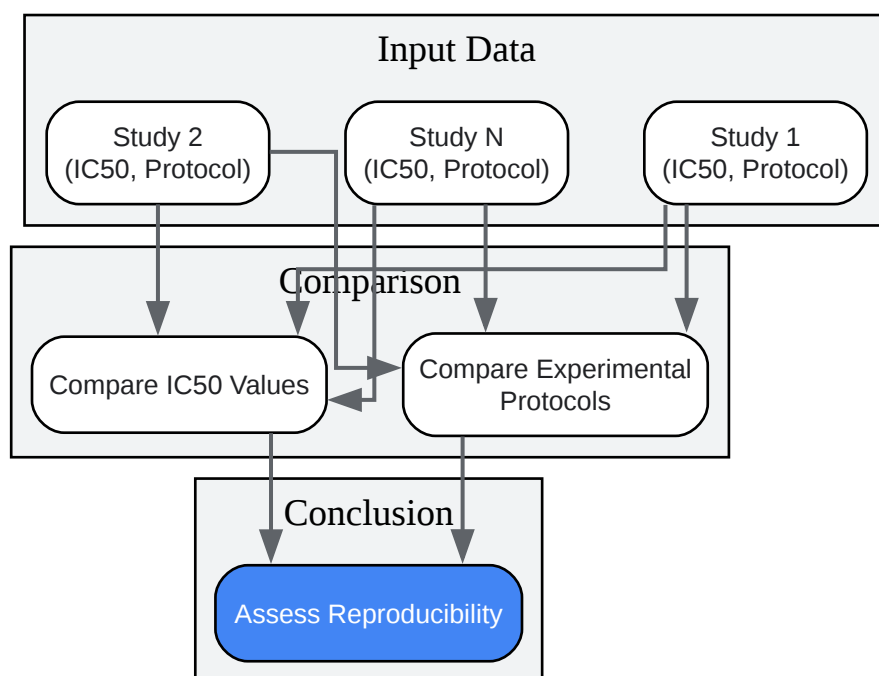 Input Data
Study 2
(IC50, Protocol)
Study N
(IC50, Protocol)
Study 1
(IC50, Protocol)
Comparison
Compare IC50 Values
Compare Experimental
Protocols
Conclusion
Assess Reproducibility